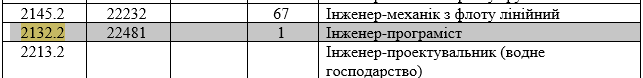 2145.2 22232 67 Інженер-механік з флоту лінійний
2132.2 22481 1 Інженер-програміст
2213.2 Інженер-проектувальник (водне
господарство)